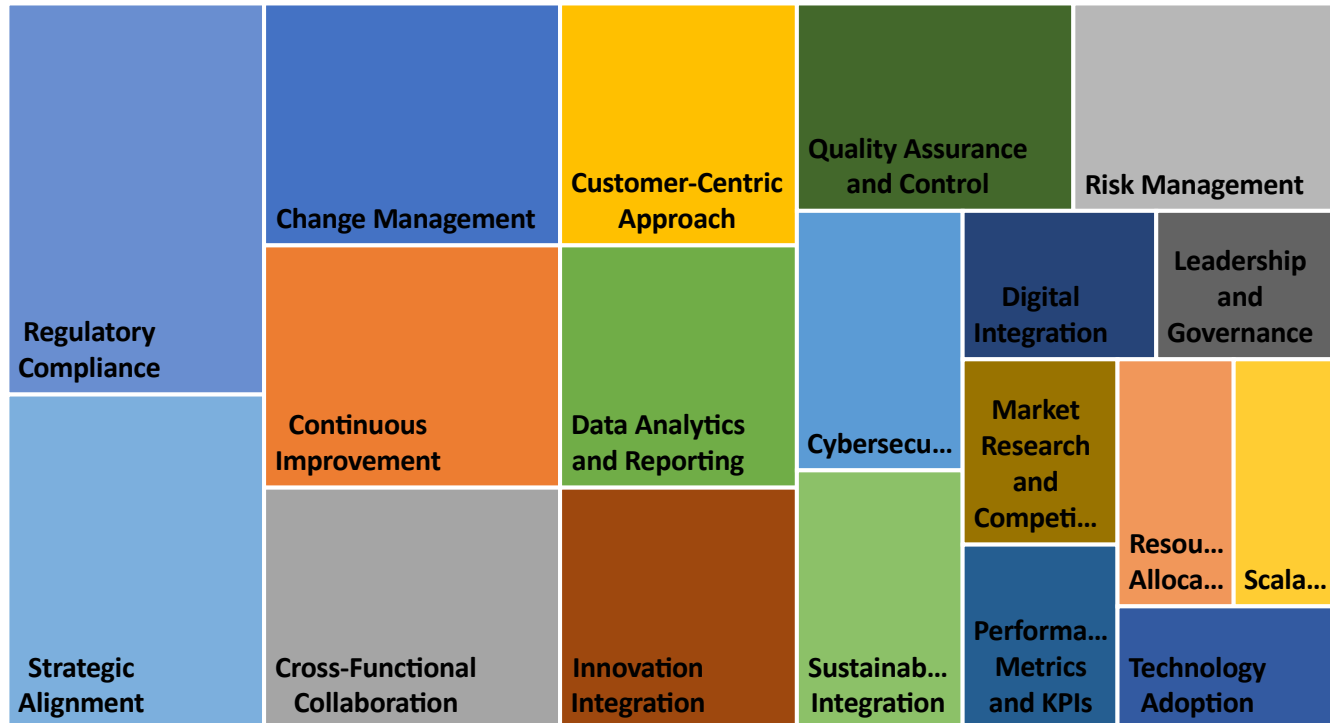 Regulatory
Compliance
Strategic
Alignment
Change Management
Continuous
Improvement
Cross-Functional
Collaboration
Customer-Centric
Approach
Data Analytics
and Reporting
Innovation
Integration
Quality Assurance
and Control
Risk Management
Cybersecu...
Sustainab...
Integration
Digital
Integration
Leadership
and
Governance
Market
Research
and
Competi...
Performa...
Metrics
and KPIs
Resou...
Alloca...
Scala...
Technology
Adoption